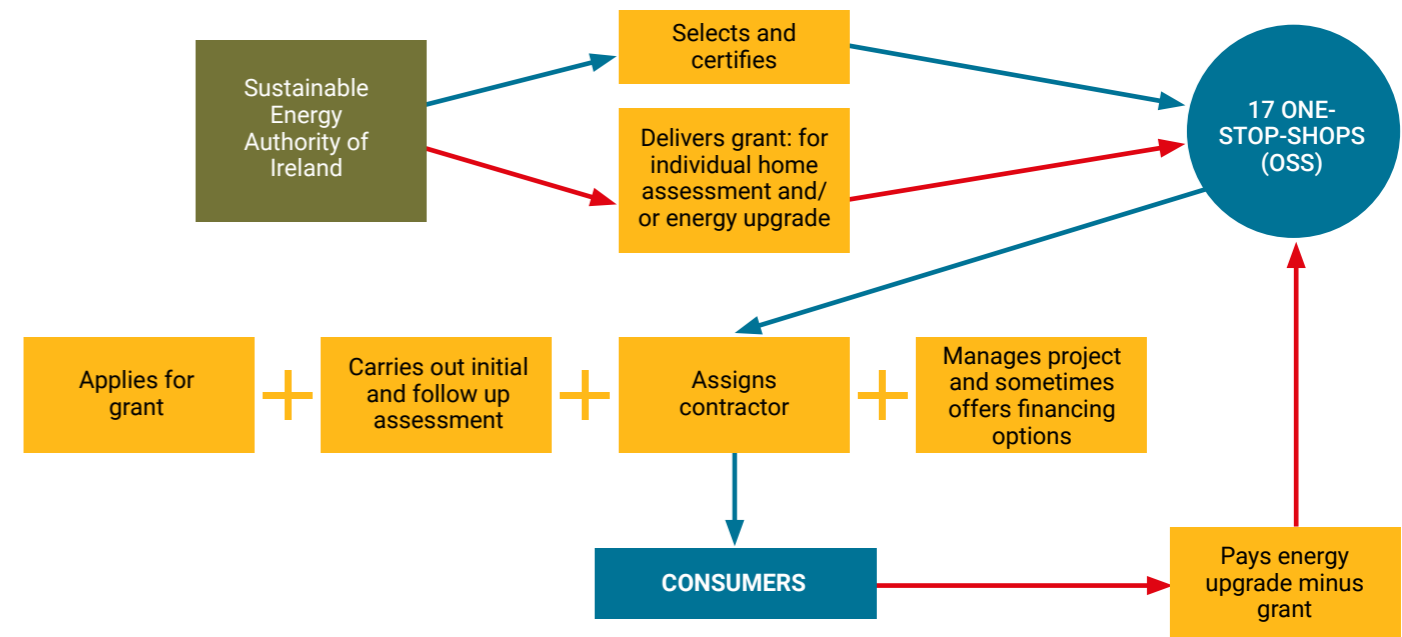 Sustainable
Energy
Authority of
Ireland
Selects and
certifies
Delivers grant: for
individual home
assessment and/
or energy upgrade
17 ONE-
STOP-SHOPS
(OSS)
Applies for
grant
+
Carries out initial
and follow up
assessment
+
Assigns
contractor
+
Manages project
and sometimes
offers financing
options
CONSUMERS
Pays energy
upgrade minus
grant